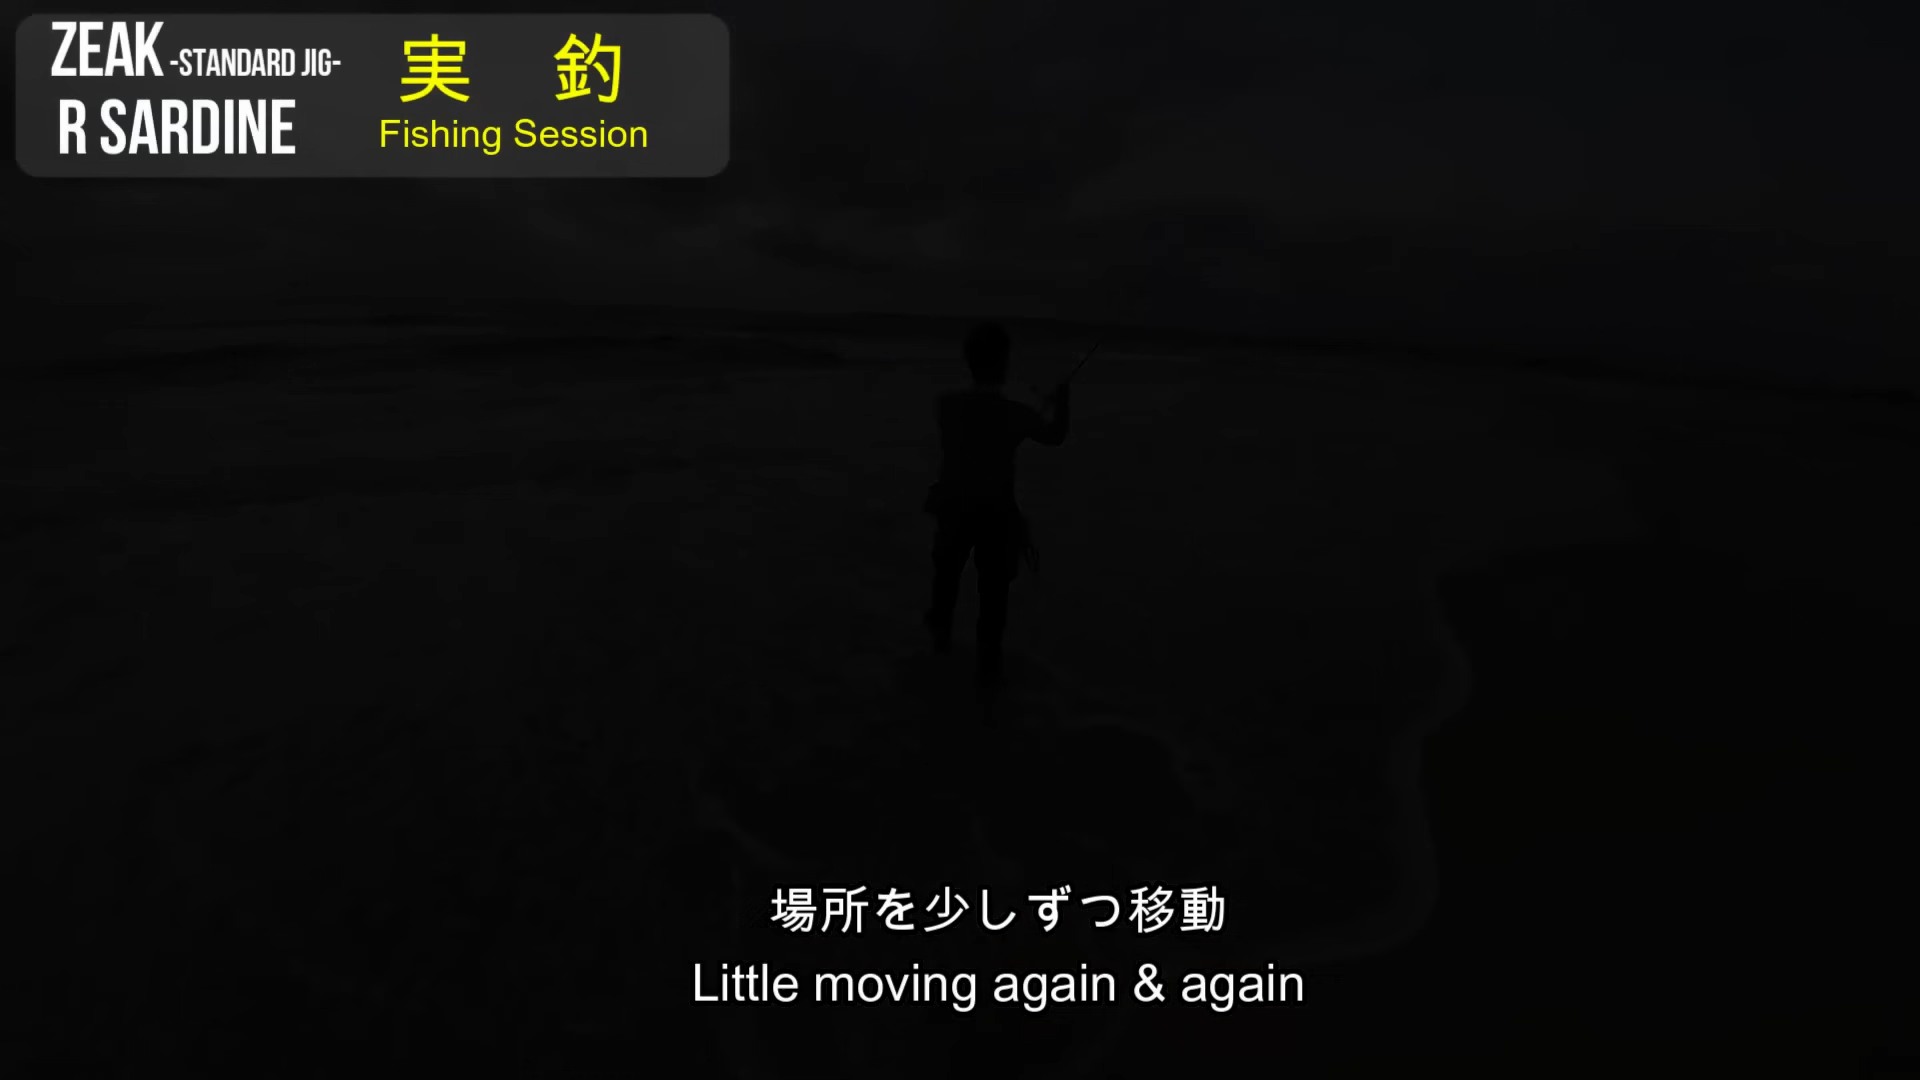 ZEAK -STANDARD JIG-
R SARDINE
実 釣
Fishing Session
場所を少しずつ移動
Little moving again & again